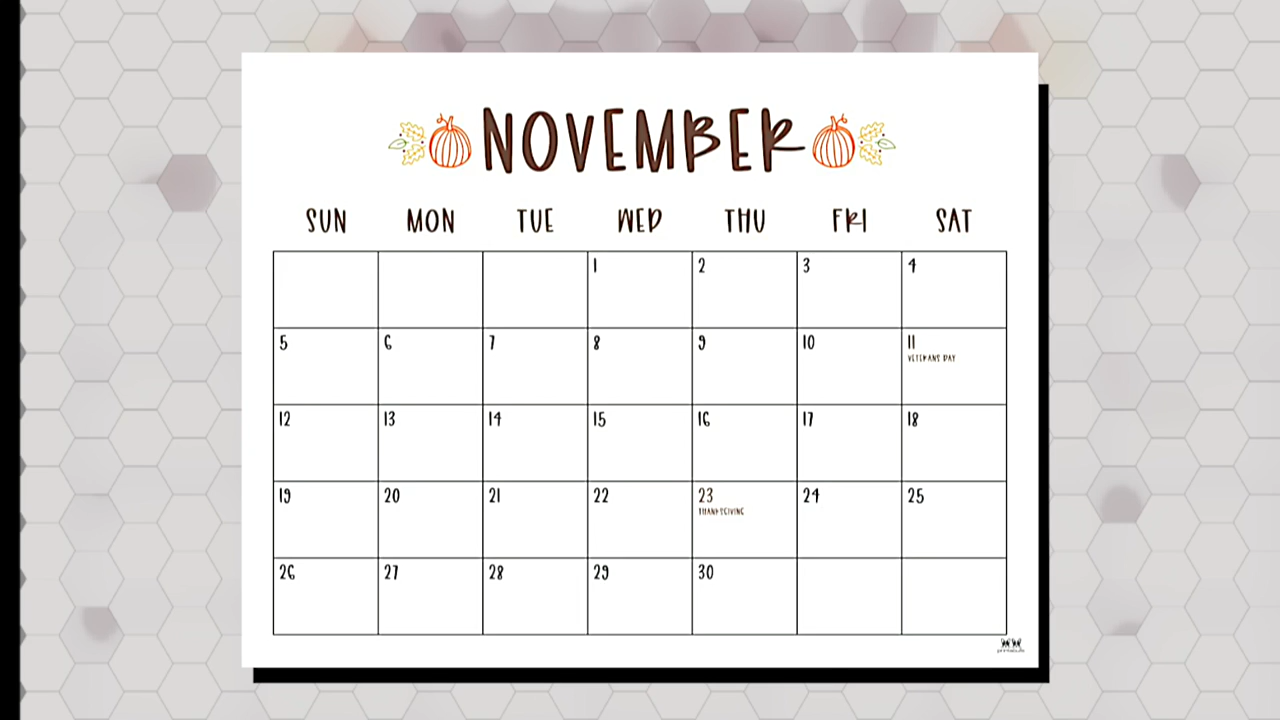 NOVEMBER
SUN MON TUE WED THU FRI SAT
1 2 3 4
5 6 7 8 9 10 11
VETERANS DAY
12 13 14 15 16 17 18
19 20 21 22 23 24 25
THANKSGIVING
26 27 28 29 30